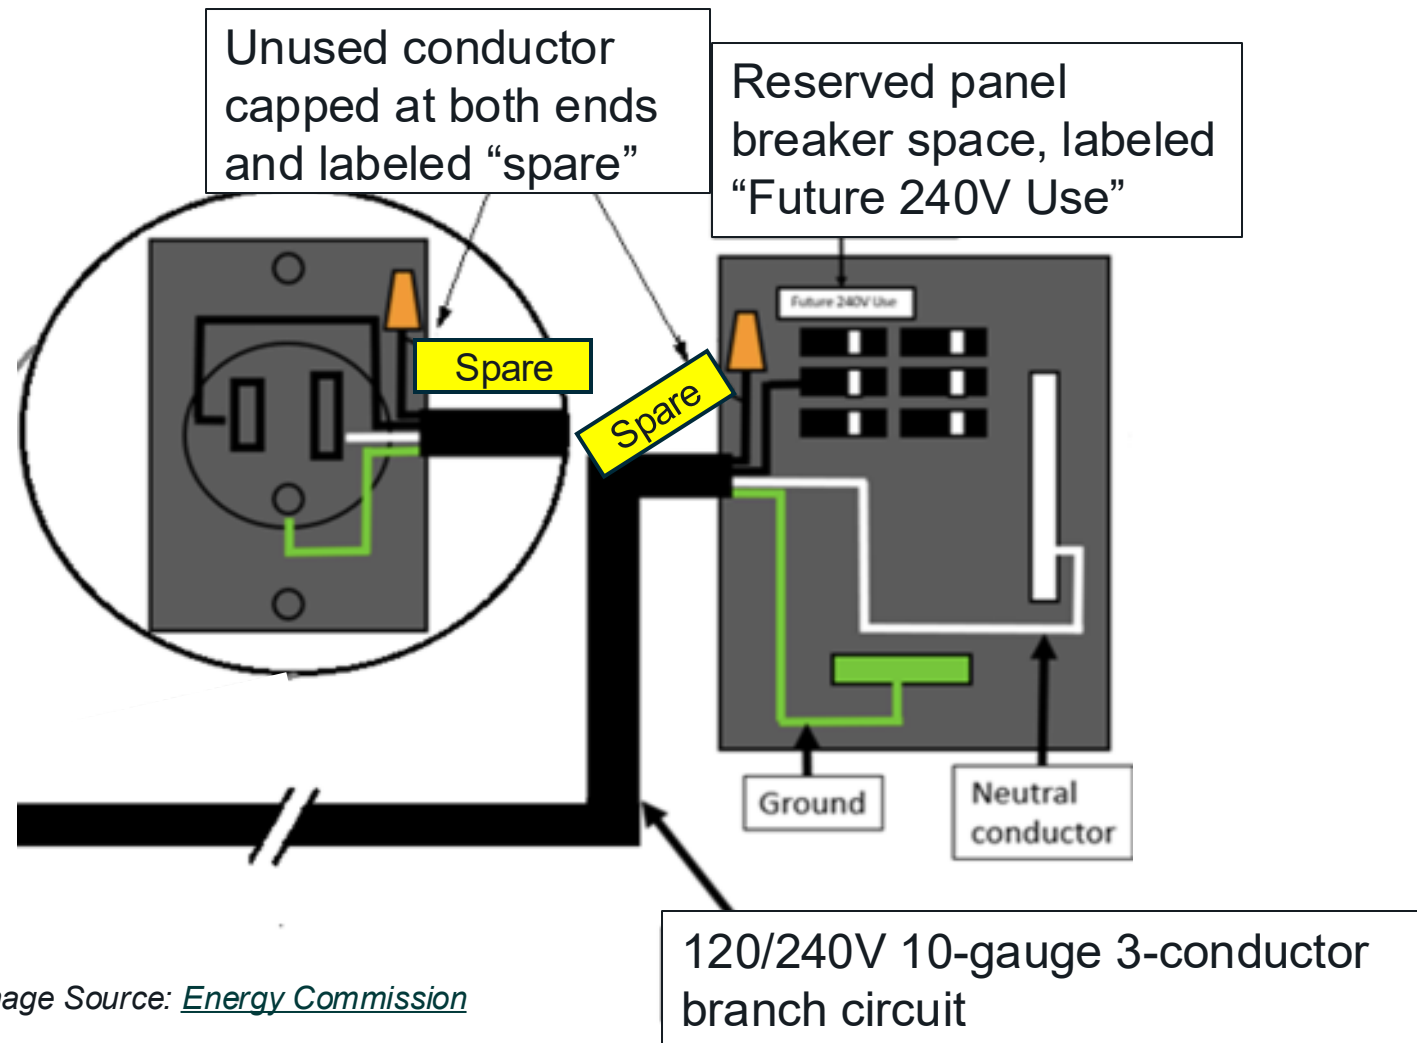 Unused conductor
capped at both ends
and labeled “spare”
Reserved panel
breaker space, labeled
“Future 240V Use”
Future 240V Use
Spare
Spare
Ground
Neutral
conductor
120/240V 10-gauge 3-conductor
branch circuit
age Source: Energy Commission